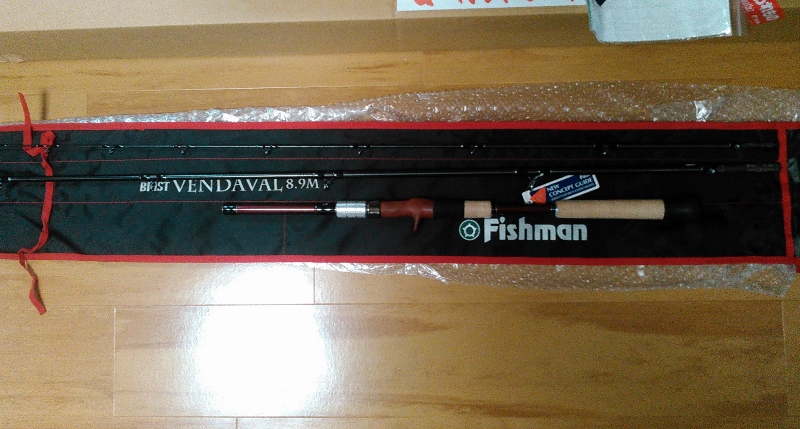 BRIST VENDAVAL 8.9M
NEW
CONCEPT GUIDE
Fishman